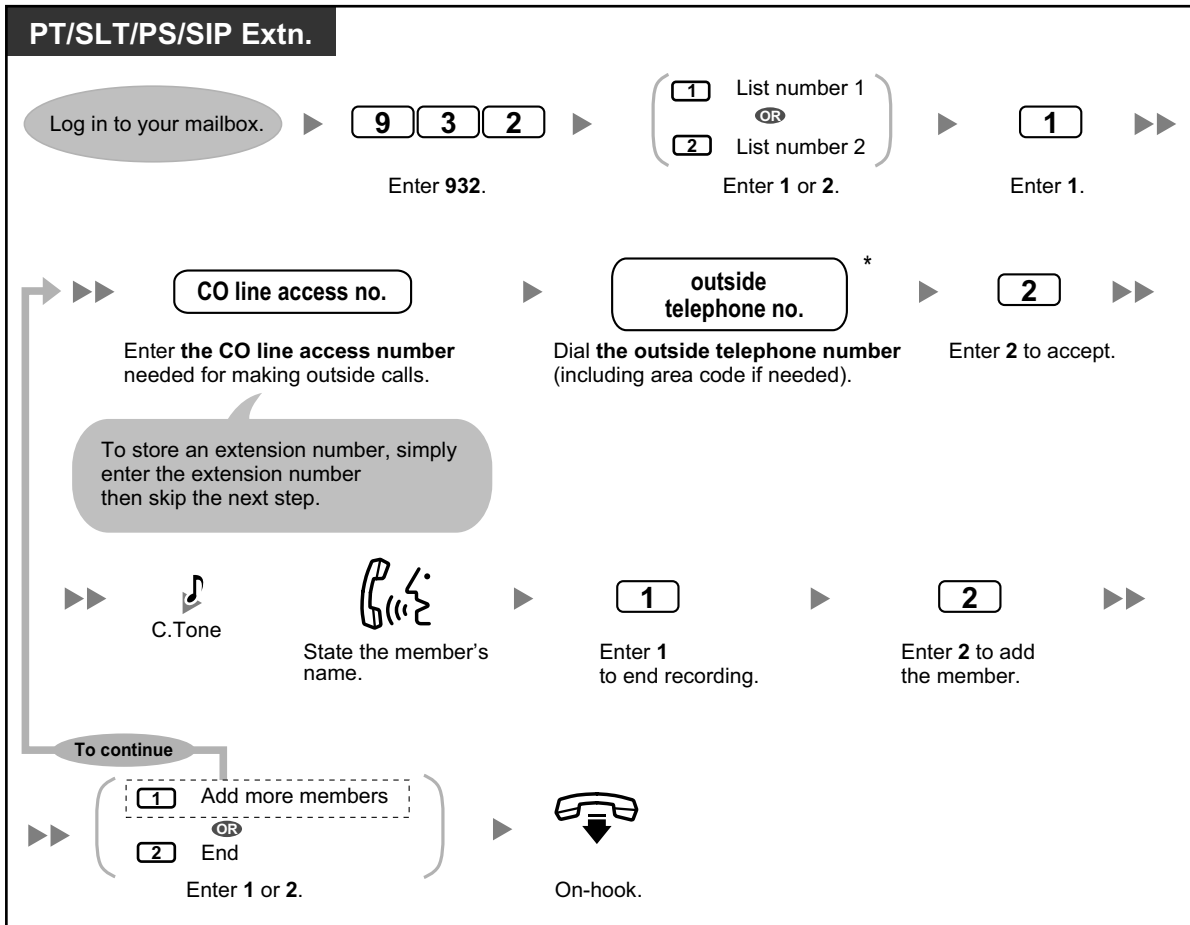 PT/SLT/PS/SIP Extn.
Log in to your mailbox.
9 3 2
Enter 932.
1 List number 1
OR
2 List number 2
Enter 1 or 2.
1
Enter 1.
CO line access no.
Enter the CO line access number
needed for making outside calls.
To store an extension number, simply
enter the extension number
then skip the next step.
outside
telephone no.
*
Dial the outside telephone number
(including area code if needed).
2
Enter 2 to accept.
C.Tone
State the member's
name.
1
Enter 1
to end recording.
2
Enter 2 to add
the member.
To continue
1 Add more members
OR
2 End
Enter 1 or 2.
On-hook.